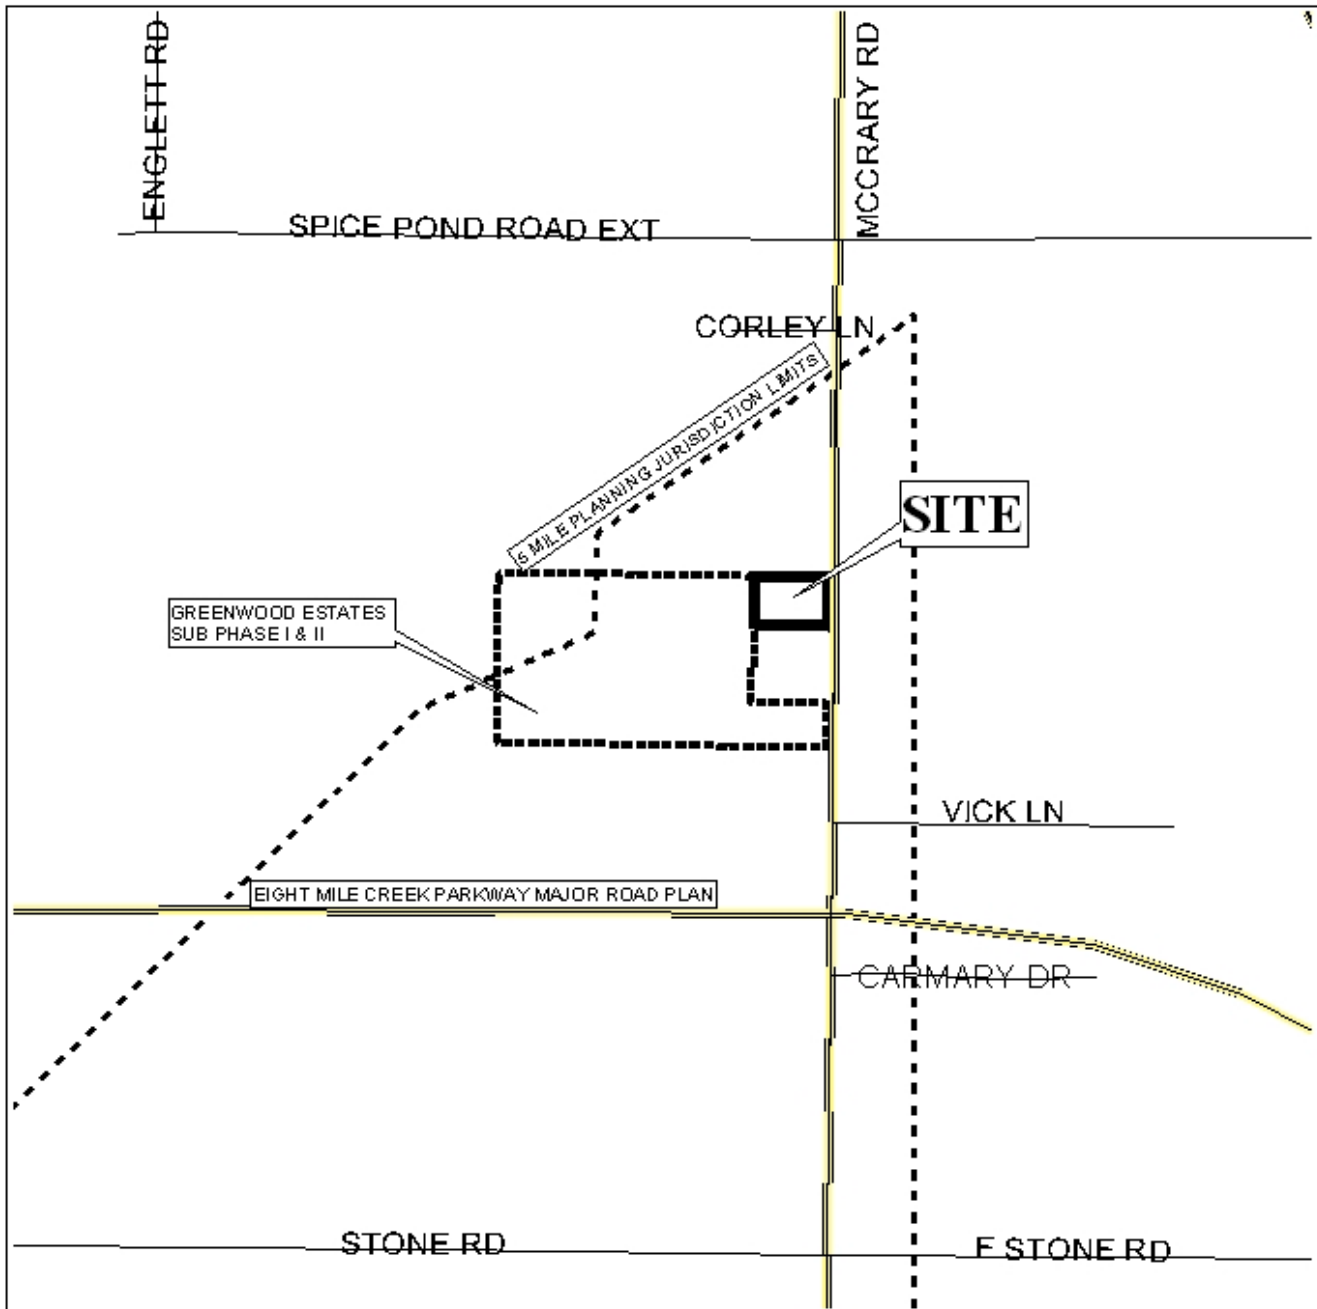 ENGLETT RD
MCCRARY RD
SPICE POND ROAD EXT
CORLEY LN
5 MILE PLANNING JURISDICTION LIMITS
SITE
GREENWOOD ESTATES
SUB PHASE I & II
VICK LN
EIGHT MILE CREEK PARKWAY MAJOR ROAD PLAN
CARMARY DR
STONE RD
E STONE RD